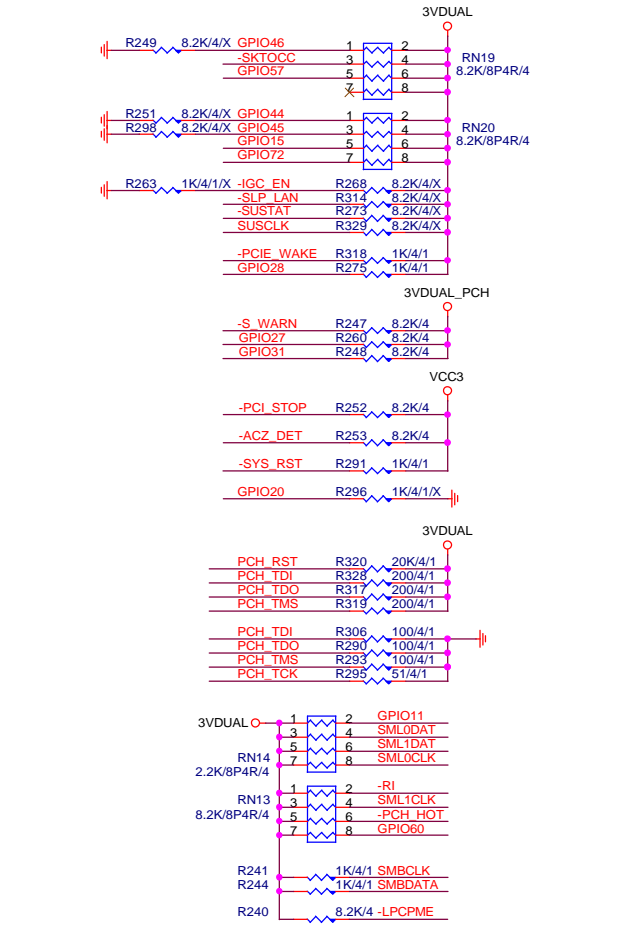 3VDUAL
R249 8.2K/4/X GPIO46 1 2
-SKTOCC 3 4 RN19
GPIO57 5 6 8.2K/8P4R/4
7 8
R251 8.2K/4/X GPIO44 1 2
R298 8.2K/4/X GPIO45 3 4 RN20
GPIO15 5 6 8.2K/8P4R/4
GPIO72 7 8
R263 1K/4/1/X -IGC_EN R268 8.2K/4/X
-SLP_LAN R314 8.2K/4/X
-SUSTAT R273 8.2K/4/X
SUSCLK R329 8.2K/4/X
-PCIE_WAKE R318 1K/4/1
GPIO28 R275 1K/4/1
3VDUAL_PCH
-S_WARN R247 8.2K/4
GPIO27 R260 8.2K/4
GPIO31 R248 8.2K/4
VCC3
-PCI_STOP R252 8.2K/4
-ACZ_DET R253 8.2K/4
-SYS_RST R291 1K/4/1
GPIO20 R296 1K/4/1/X
3VDUAL
PCH_RST R320 20K/4/1
PCH_TDI R328 200/4/1
PCH_TDO R317 200/4/1
PCH_TMS R319 200/4/1
PCH_TDI R306 100/4/1
PCH_TDO R290 100/4/1
PCH_TMS R293 100/4/1
PCH_TCK R295 51/4/1
3VDUAL 1 2 GPIO11
3 4 SML0DAT
5 6 SML1DAT
RN14 7 8 SML0CLK
2.2K/8P4R/4
1 2 -RI
RN13 3 4 SML1CLK
8.2K/8P4R/4 5 6 -PCH_HOT
7 8 GPIO60
R241 1K/4/1 SMBCLK
R244 1K/4/1 SMBDATA
R240 8.2K/4 -LPCPME